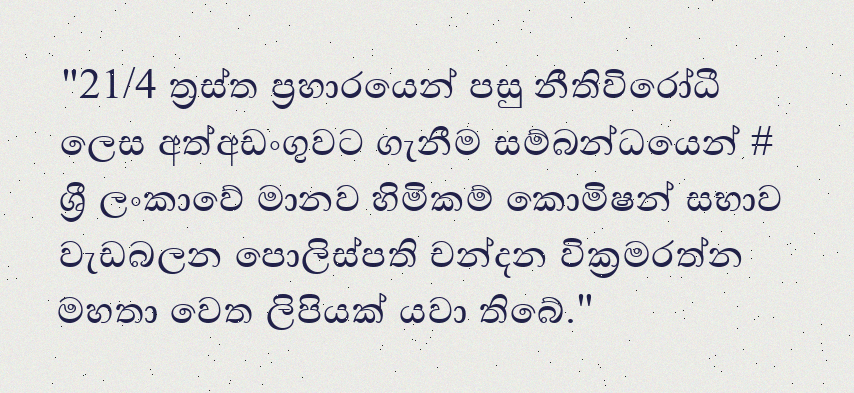 "21/4 ත්‍රස්ත ප්‍රහාරයෙන් පසු නීතිවිරෝධී
ලෙස අත්අඩංගුවට ගැනීම සම්බන්ධයෙන් #
ශ්‍රී ලංකාවේ මානව හිමිකම් කොමිෂන් සභාව
වැඩබලන පොලිස්පති චන්දන වික්‍රමරත්න
මහතා වෙත ලිපියක් යවා තිබේ."